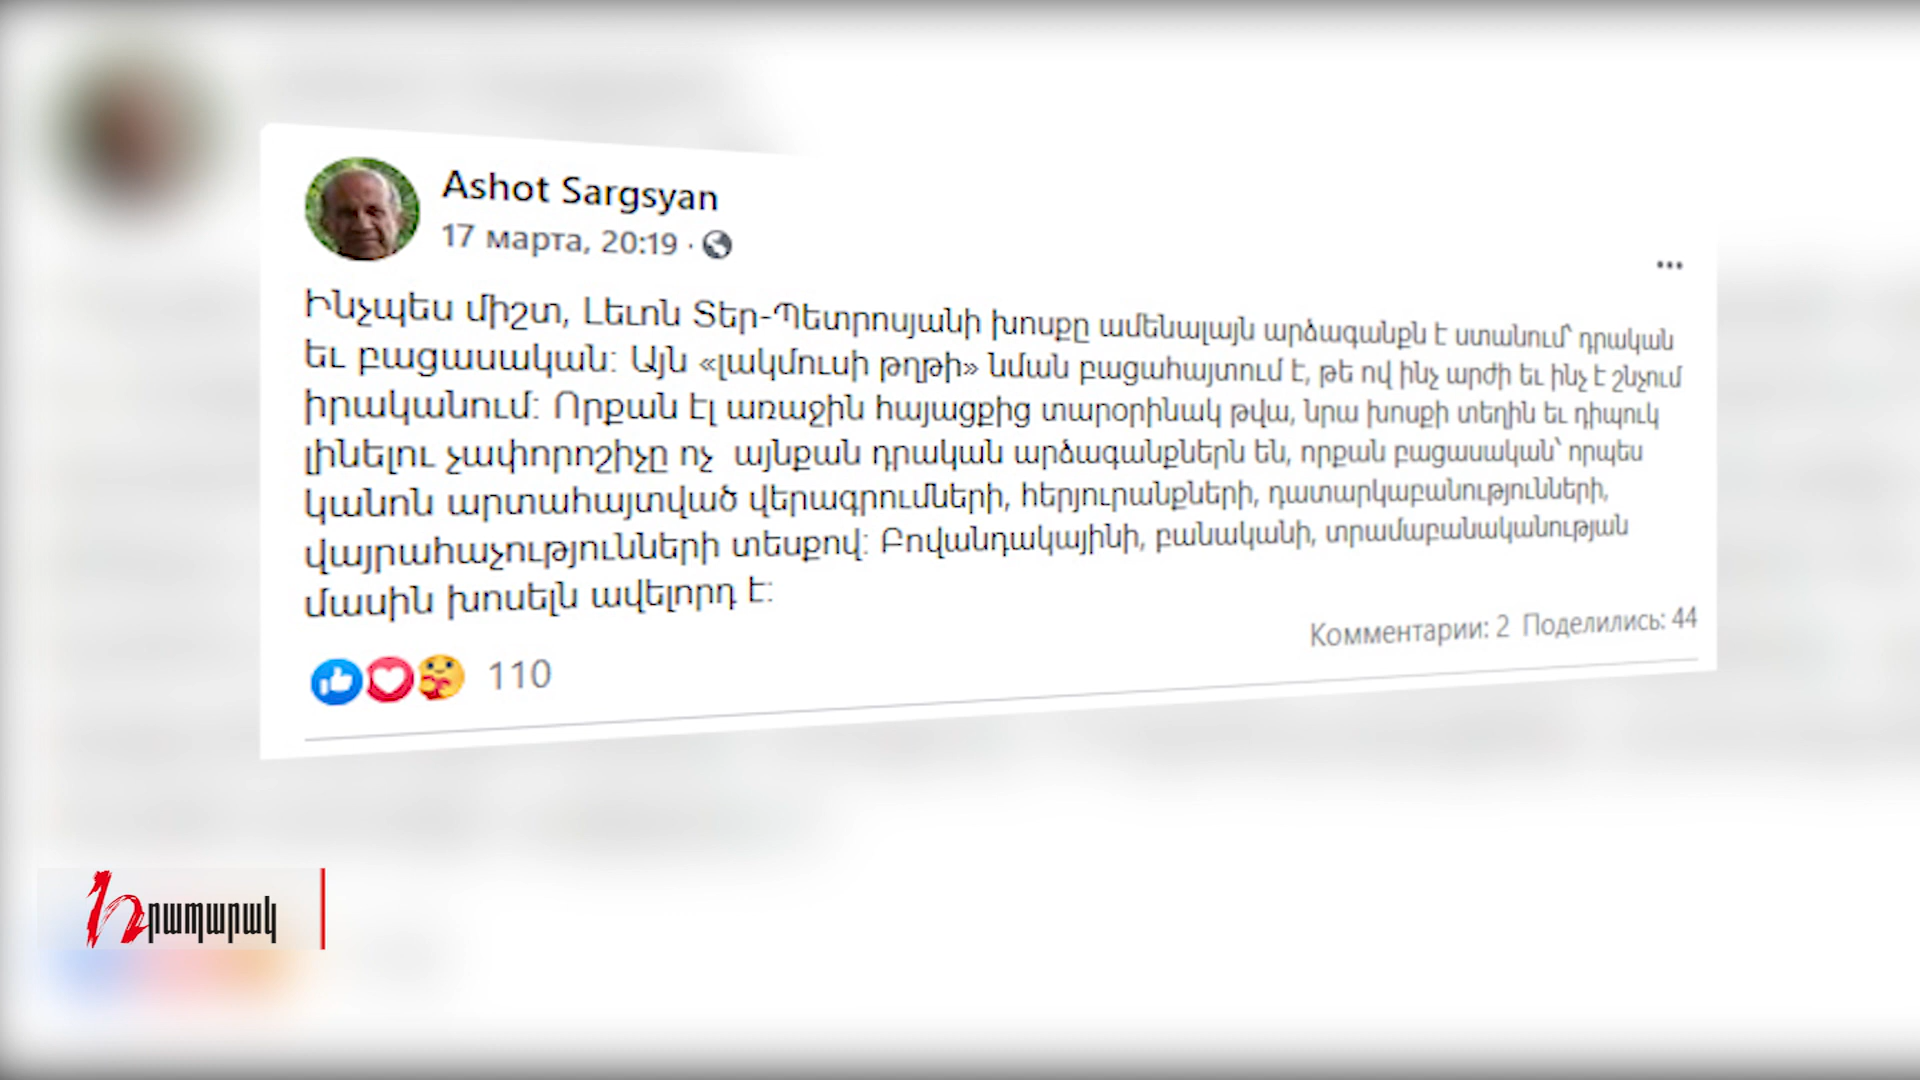 Ashot Sargsyan
17 марта, 20:19 ·
Ինչպես միշտ, Լեւոն Տեր-Պետրոսյանի խոսքը ամենալայն արձագանքն է ստանում՝ դրական
եւ բացասական: Այն «լակմուսի թղթի» նման բացահայտում է, թե ով ինչ արժի եւ ինչ է շնչում
իրականում: Որքան էլ առաջին հայացքից տարօրինակ թվա, նրա խոսքի տեղին եւ դիպուկ
լինելու չափորոշիչը ոչ այնքան դրական արձագանքներն են, որքան բացասական՝ որպես
կանոն արտահայտված վերագրումների, հերյուրանքների, դատարկաբանությունների,
վայրահաչությունների տեսքով: Բովանդակայինի, բանականի, տրամաբանականության
մասին խոսելն ավելորդ է:
Комментарии: 2 Поделились: 44
110
Հրապարակ